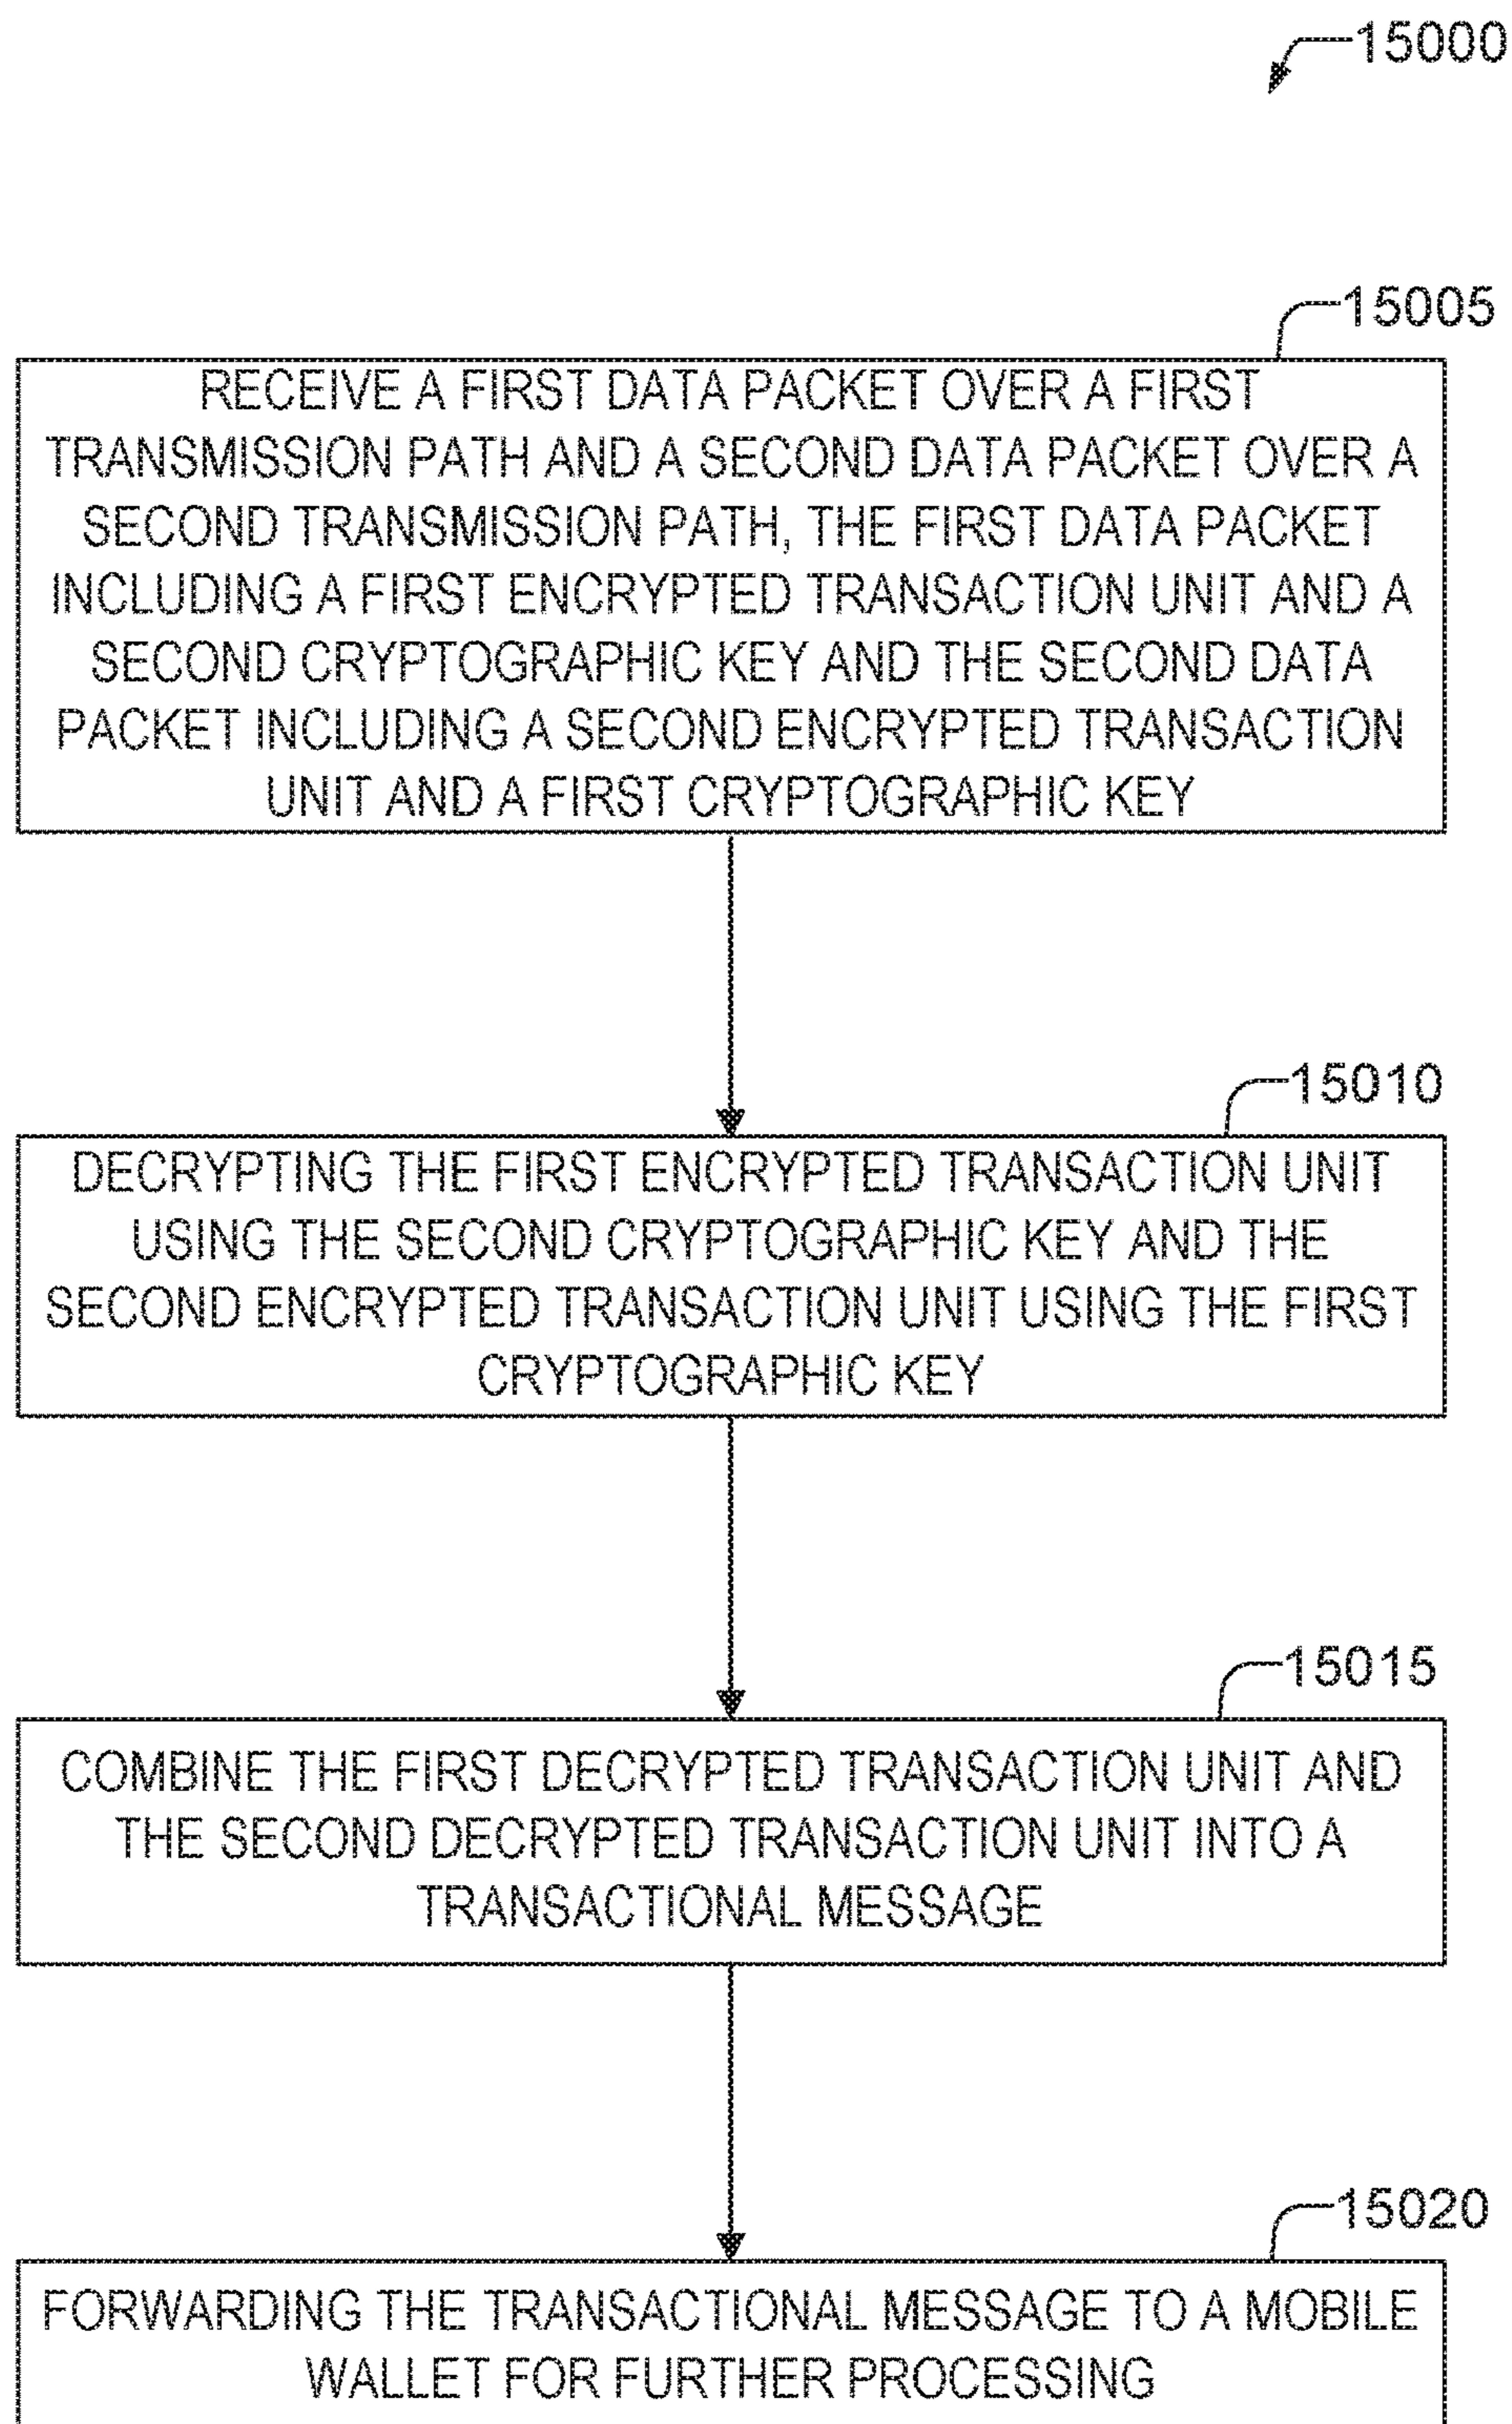 15000
15005
RECEIVE A FIRST DATA PACKET OVER A FIRST
TRANSMISSION PATH AND A SECOND DATA PACKET OVER A
SECOND TRANSMISSION PATH, THE FIRST DATA PACKET
INCLUDING A FIRST ENCRYPTED TRANSACTION UNIT AND A
SECOND CRYPTOGRAPHIC KEY AND THE SECOND DATA
PACKET INCLUDING A SECOND ENCRYPTED TRANSACTION
UNIT AND A FIRST CRYPTOGRAPHIC KEY
15010
DECRYPTING THE FIRST ENCRYPTED TRANSACTION UNIT
USING THE SECOND CRYPTOGRAPHIC KEY AND THE
SECOND ENCRYPTED TRANSACTION UNIT USING THE FIRST
CRYPTOGRAPHIC KEY
15015
COMBINE THE FIRST DECRYPTED TRANSACTION UNIT AND
THE SECOND DECRYPTED TRANSACTION UNIT INTO A
TRANSACTIONAL MESSAGE
15020
FORWARDING THE TRANSACTIONAL MESSAGE TO A MOBILE
WALLET FOR FURTHER PROCESSING